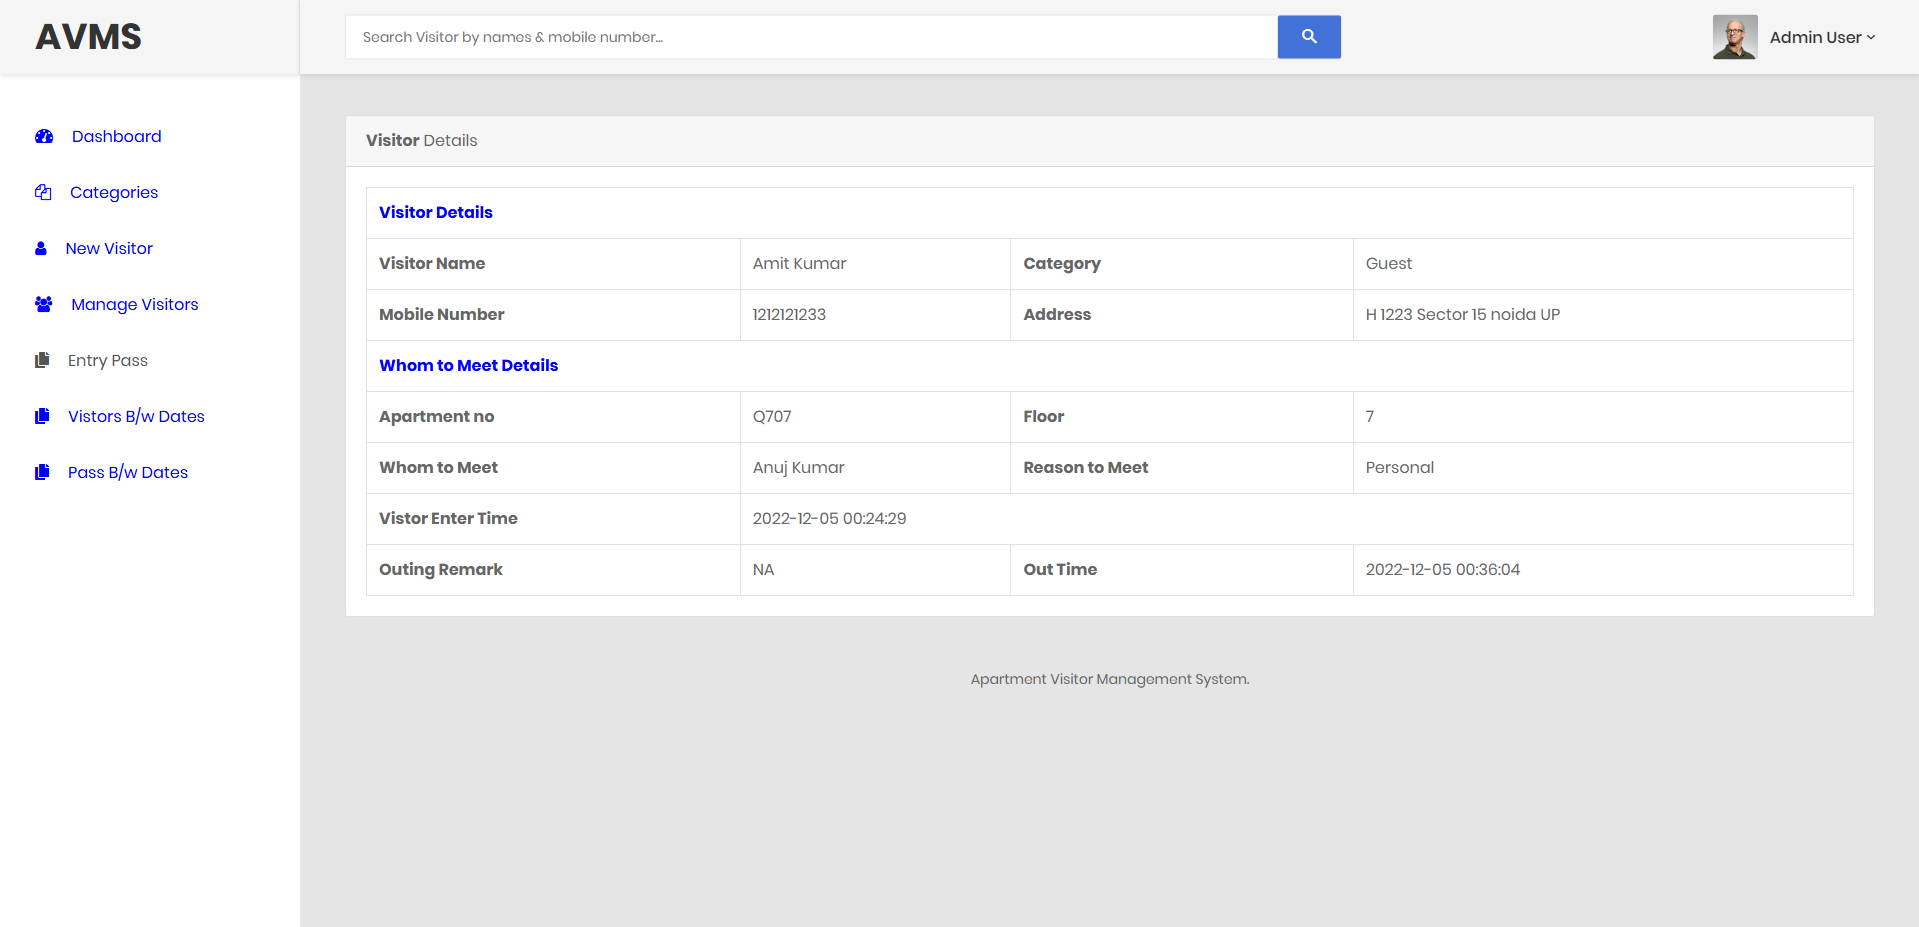 AVMS
Search Visitor by names & mobile number...
Admin User
Dashboard
Categories
New Visitor
Manage Visitors
Entry Pass
Vistors B/w Dates
Pass B/w Dates
Visitor Details
Visitor Details
Visitor Name Amit Kumar Category Guest
Mobile Number 1212121233 Address H 1223 Sector 15 noida UP
Whom to Meet Details
Apartment no Q707 Floor 7
Whom to Meet Anuj Kumar Reason to Meet Personal
Vistor Enter Time 2022-12-05 00:24:29
Outing Remark NA Out Time 2022-12-05 00:36:04
Apartment Visitor Management System.